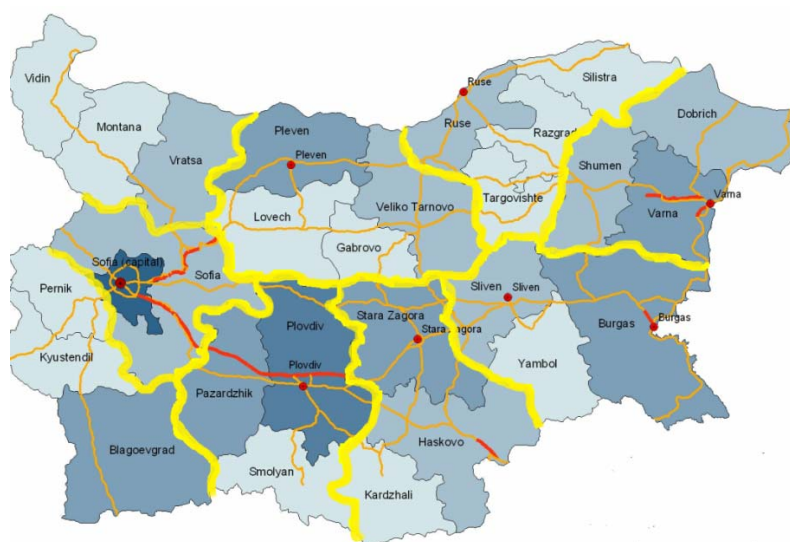 Vidin
Montana
Vratsa
Pleven
Pleven
Lovech
Gabrovo
Veliko Tarnovo
Ruse
Ruse
Silistra
Razgrad
Targovishte
Shumen
Dobrich
Varna
Varna
Sofia (capital)
Sofia
Pernik
Kyustendil
Blagoevgrad
Pazardzhik
Plovdiv
Plovdiv
Smolyan
Stara Zagora
Stara Zagora
Haskovo
Kardzhali
Sliven
Sliven
Yambol
Burgas
Burgas